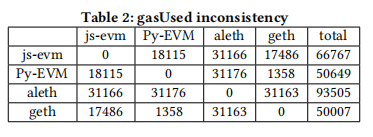 Table 2: gasUsed inconsistency
js-evm Py-EVM aleth geth total
js-evm 0 18115 31166 17486 66767
Py-EVM 18115 0 31176 1358 50649
aleth 31166 31176 0 31163 93505
geth 17486 1358 31163 0 50007